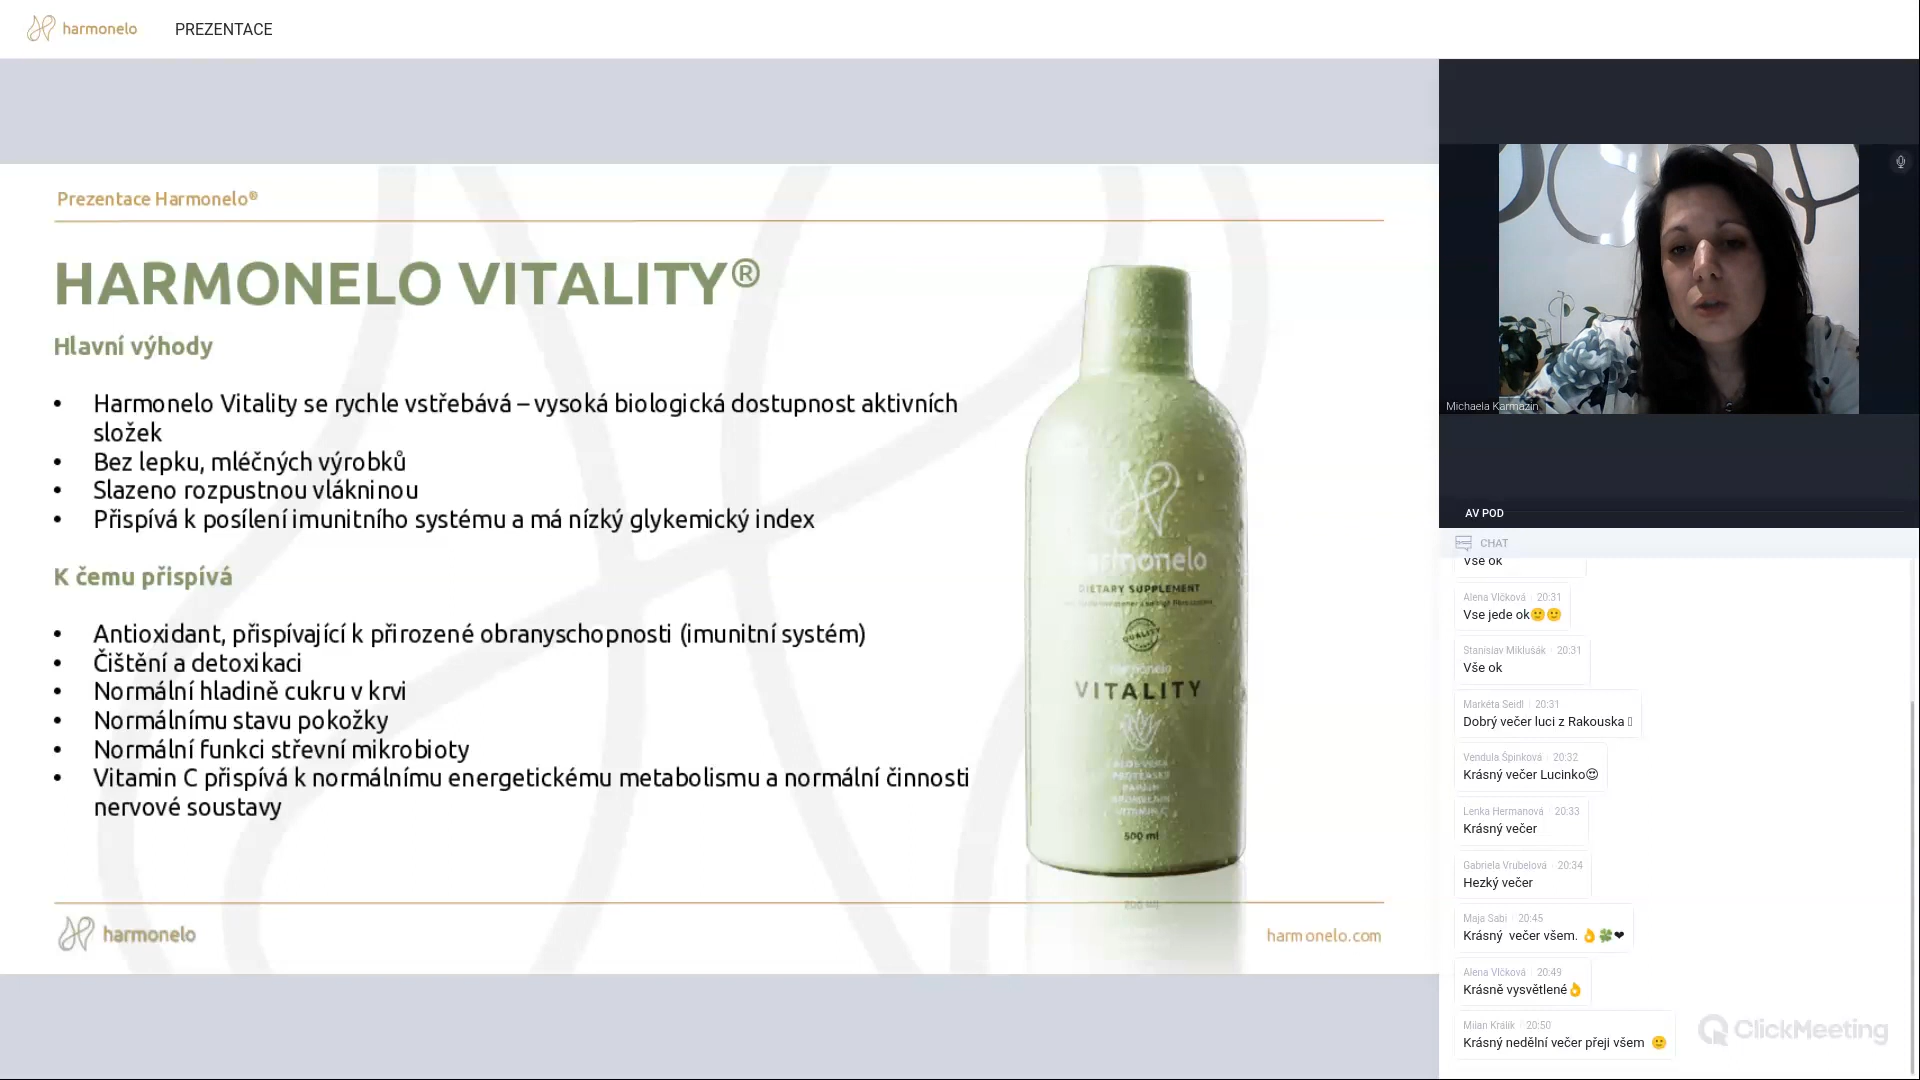 harmonelo PREZENTACE
Prezentace Harmonelo®
HARMONELO VITALITY®
Hlavní výhody
• Harmonelo Vitality se rychle vstřebává – vysoká biologická dostupnost aktivních
složek
• Bez lepku, mléčných výrobků
• Slazeno rozpustnou vlákninou
• Přispívá k posílení imunitního systému a má nízký glykemický index
K čemu přispívá
• Antioxidant, přispívající k přirozené obranyschopnosti (imunitní systém)
• Čištění a detoxikaci
• Normální hladině cukru v krvi
• Normálnímu stavu pokožky
• Normální funkci střevní mikrobioty
• Vitamin C přispívá k normálnímu energetickému metabolismu a normální činnosti
nervové soustavy
harmonelo
DIETARY SUPPLEMENT
QUALITY
harmonelo
VITALITY
ALOE VERA
VITAMIN C
500 ml
harmonelo
harmonelo.com
Michaela Karmazin
AV POD
CHAT
Vše ok
Alena Vlčková 20:31
Vse jede ok🙂🙂
Stanislav Miklušák 20:31
Vše ok
Markéta Seidl 20:31
Dobrý večer luci z Rakouska
Vendula Špinková 20:32
Krásný večer Lucinko😍
Lenka Hermanová 20:33
Krásný večer
Gabriela Vrubelová 20:34
Hezký večer
Maja Sabi 20:45
Krásný večer všem. 👌🍀❤
Alena Vlčková 20:49
Krásně vysvětlené👌
Milan Králik 20:50
Krásný nedělní večer přeji všem 🙂
ClickMeeting